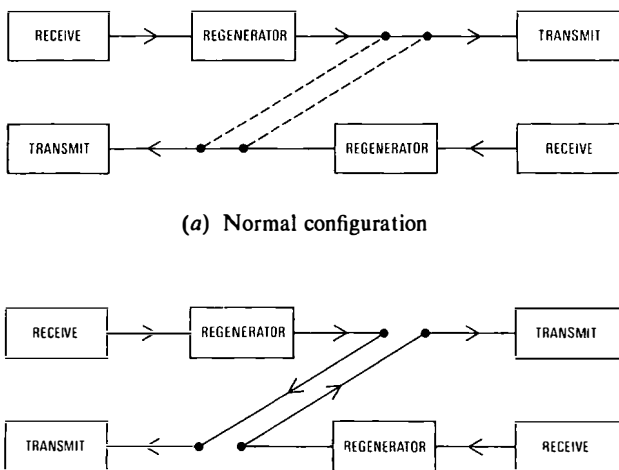 RECEIVE REGENERATOR TRANSMIT
TRANSMIT REGENERATOR RECEIVE
(a) Normal configuration
RECEIVE REGENERATOR TRANSMIT
TRANSMIT REGENERATOR RECEIVE